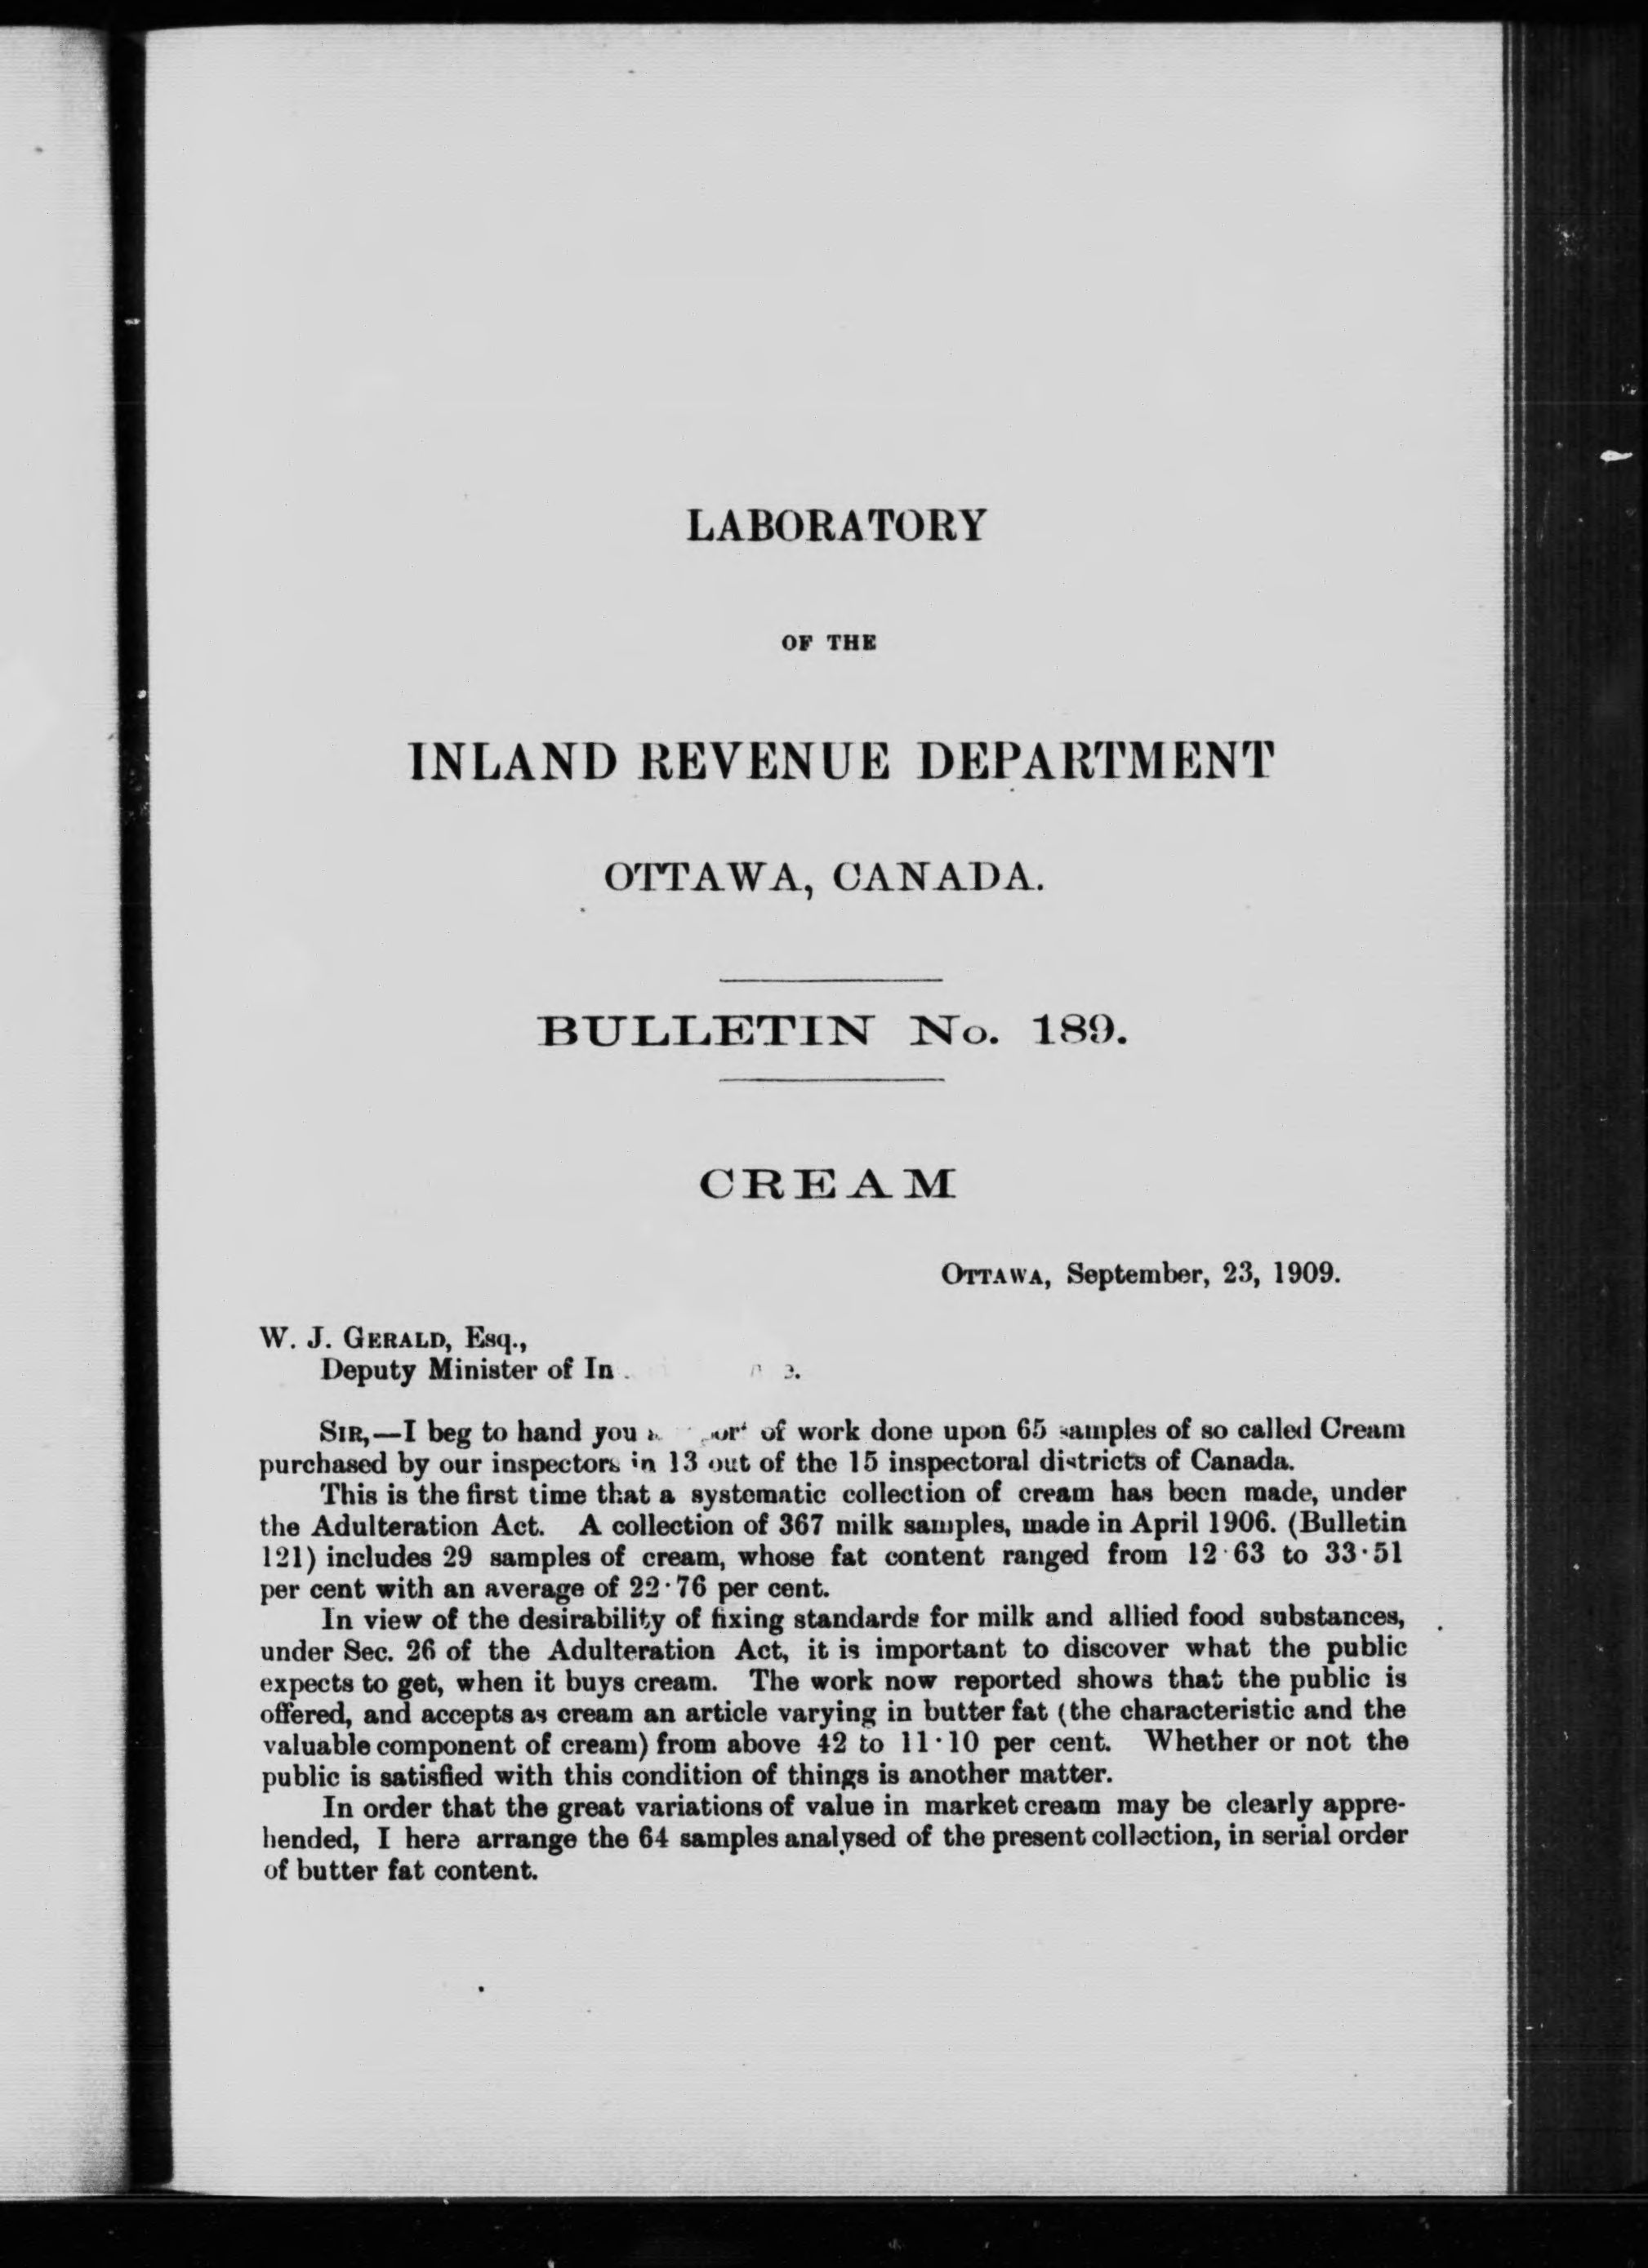 LABORATORY
OF THE
INLAND REVENUE DEPARTMENT
OTTAWA, CANADA.
BULLETIN No. 189.
CREAM
OTTAWA, September, 23, 1909.
W. J. GERALD, Esq.,
Deputy Minister of
SIR,—I beg to hand you of work done upon 65 samples of so called Cream
purchased by our inspectors in 13 out of the 15 inspectoral districts of Canada.
This is the first time that a systematic collection of cream has been made, under
the Adulteration Act. A collection of 367 milk samples, made in April 1906. (Bulletin
121) includes 29 samples of cream, whose fat content ranged from 12·63 to 33·51
per cent with an average of 22·76 per cent.
In view of the desirability of fixing standards for milk and allied food substances,
under Sec. 26 of the Adulteration Act, it is important to discover what the public
expects to get, when it buys cream. The work now reported shows that the public is
offered, and accepts as cream an article varying in butter fat (the characteristic and the
valuable component of cream) from above 42 to 11·10 per cent. Whether or not the
public is satisfied with this condition of things is another matter.
In order that the great variations of value in market cream may be clearly appre-
hended, I here arrange the 64 samples analysed of the present collection, in serial order
of butter fat content.